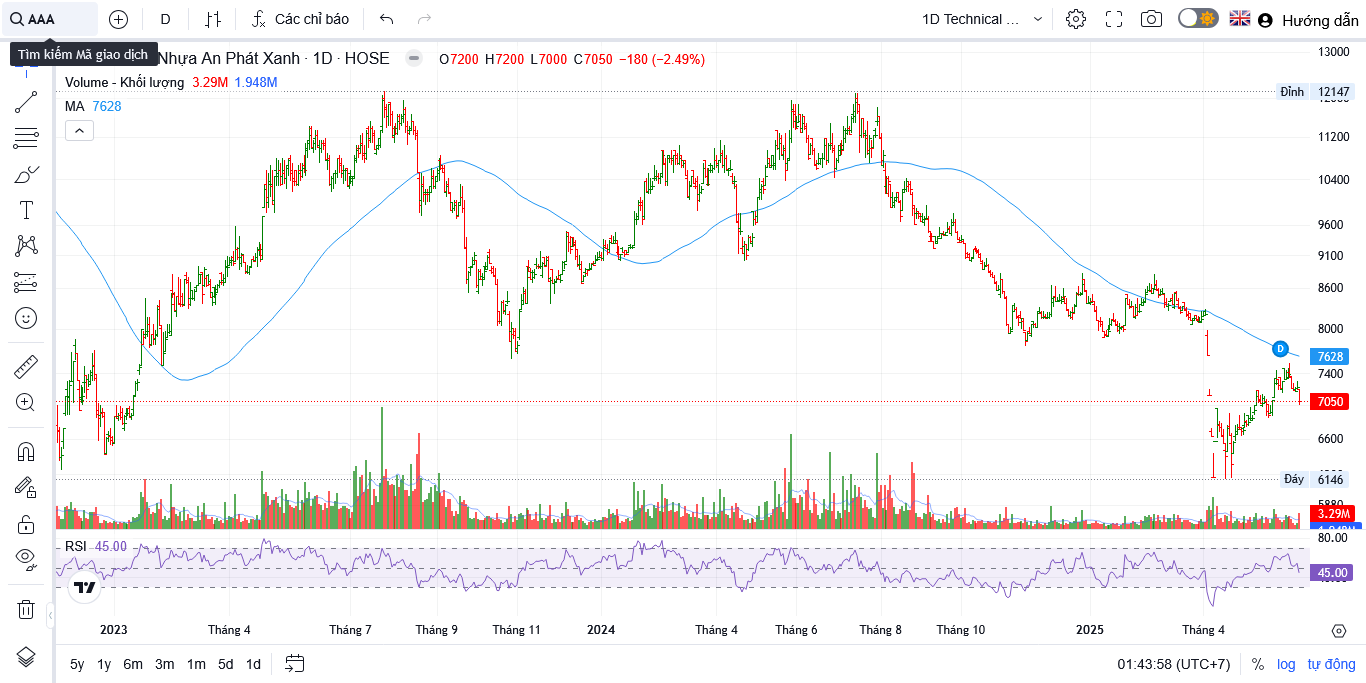 AAA
D
Các chỉ báo
1D Technical ...
Hướng dẫn
Tìm kiếm Mã giao dịch
Nhựa An Phát Xanh · 1D · HOSE
O7200 H7200 L7000 C7050 −180 (−2.49%)
Volume - Khối lượng 3.29M 1.948M
MA 7628
13000
Đỉnh 12147
11200
10400
9600
9100
8600
8000
D
7628
7400
7050
6600
Đáy 6146
5880
3.29M
RSI 45.00
80.00
45.00
2023 Tháng 4 Tháng 7 Tháng 9 Tháng 11 2024 Tháng 4 Tháng 6 Tháng 8 Tháng 10 2025 Tháng 4
5y 1y 6m 3m 1m 5d 1d
01:43:58 (UTC+7) % log tự động